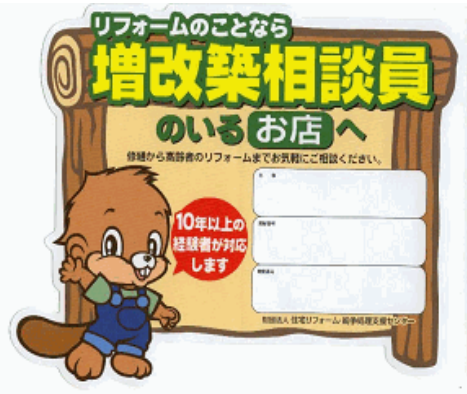 リフォームのことなら
増改築相談員
のいるお店へ
修繕から高齢者のリフォームまでお気軽にご相談ください。
10年以上の
経験者が対応
します
財団法人 住宅リフォーム・紛争処理支援センター